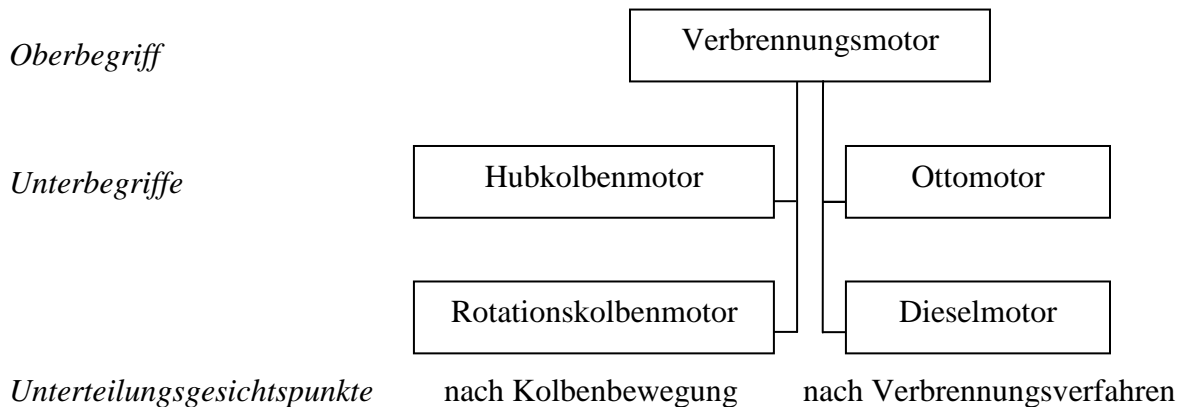 Oberbegriff Verbrennungsmotor
Unterbegriffe Hubkolbenmotor Ottomotor
Rotationskolbenmotor Dieselmotor
Unterteilungsgesichtspunkte nach Kolbenbewegung nach Verbrennungsverfahren